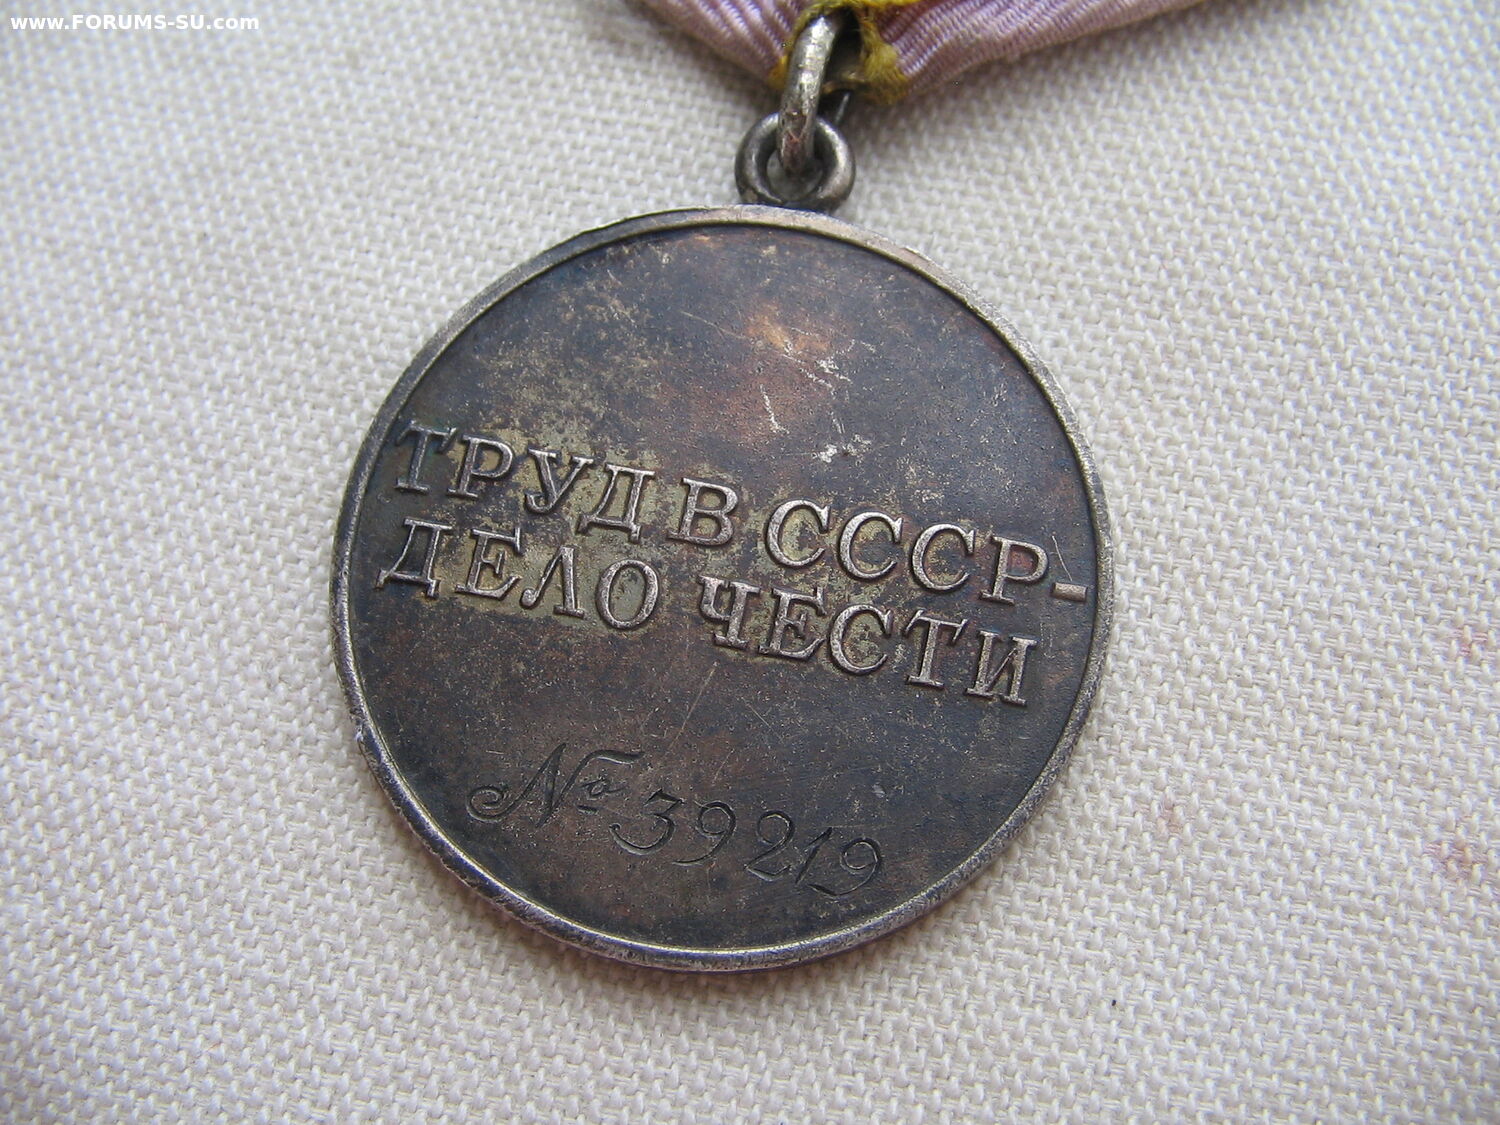 www.FORUMS-SU.com
ТРУД В СССР-
ДЕЛО ЧЕСТИ
№ 39219